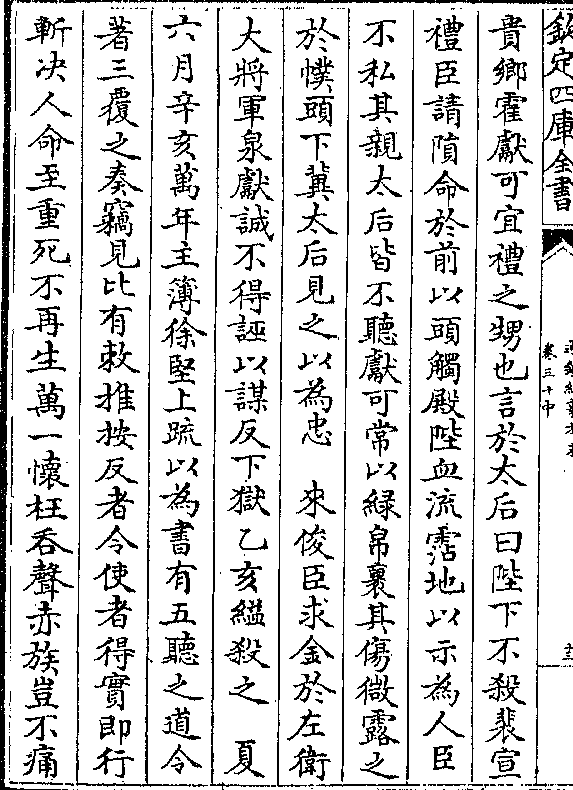 欽定四庫全書
卷三十中
貴鄉霍獻可宜禮之甥也言於太后曰陛下不殺裴宣
禮臣請隕命於前以頭觸殿陛血流霑地以示為人臣
不私其親太后皆不聽獻可常以綠帛裹其傷微露之
於幞頭下冀太后見之以為忠　來俊臣求金於左衛
大將軍泉獻誠不得誣以謀反下獄乙亥縊殺之　夏
六月辛亥萬年主簿徐堅上疏以為書有五聽之道令
著三覆之奏竊見比有敕推按反者令使者得實即行
斬决人命至重死不再生萬一懷枉吞聲赤族豈不痛